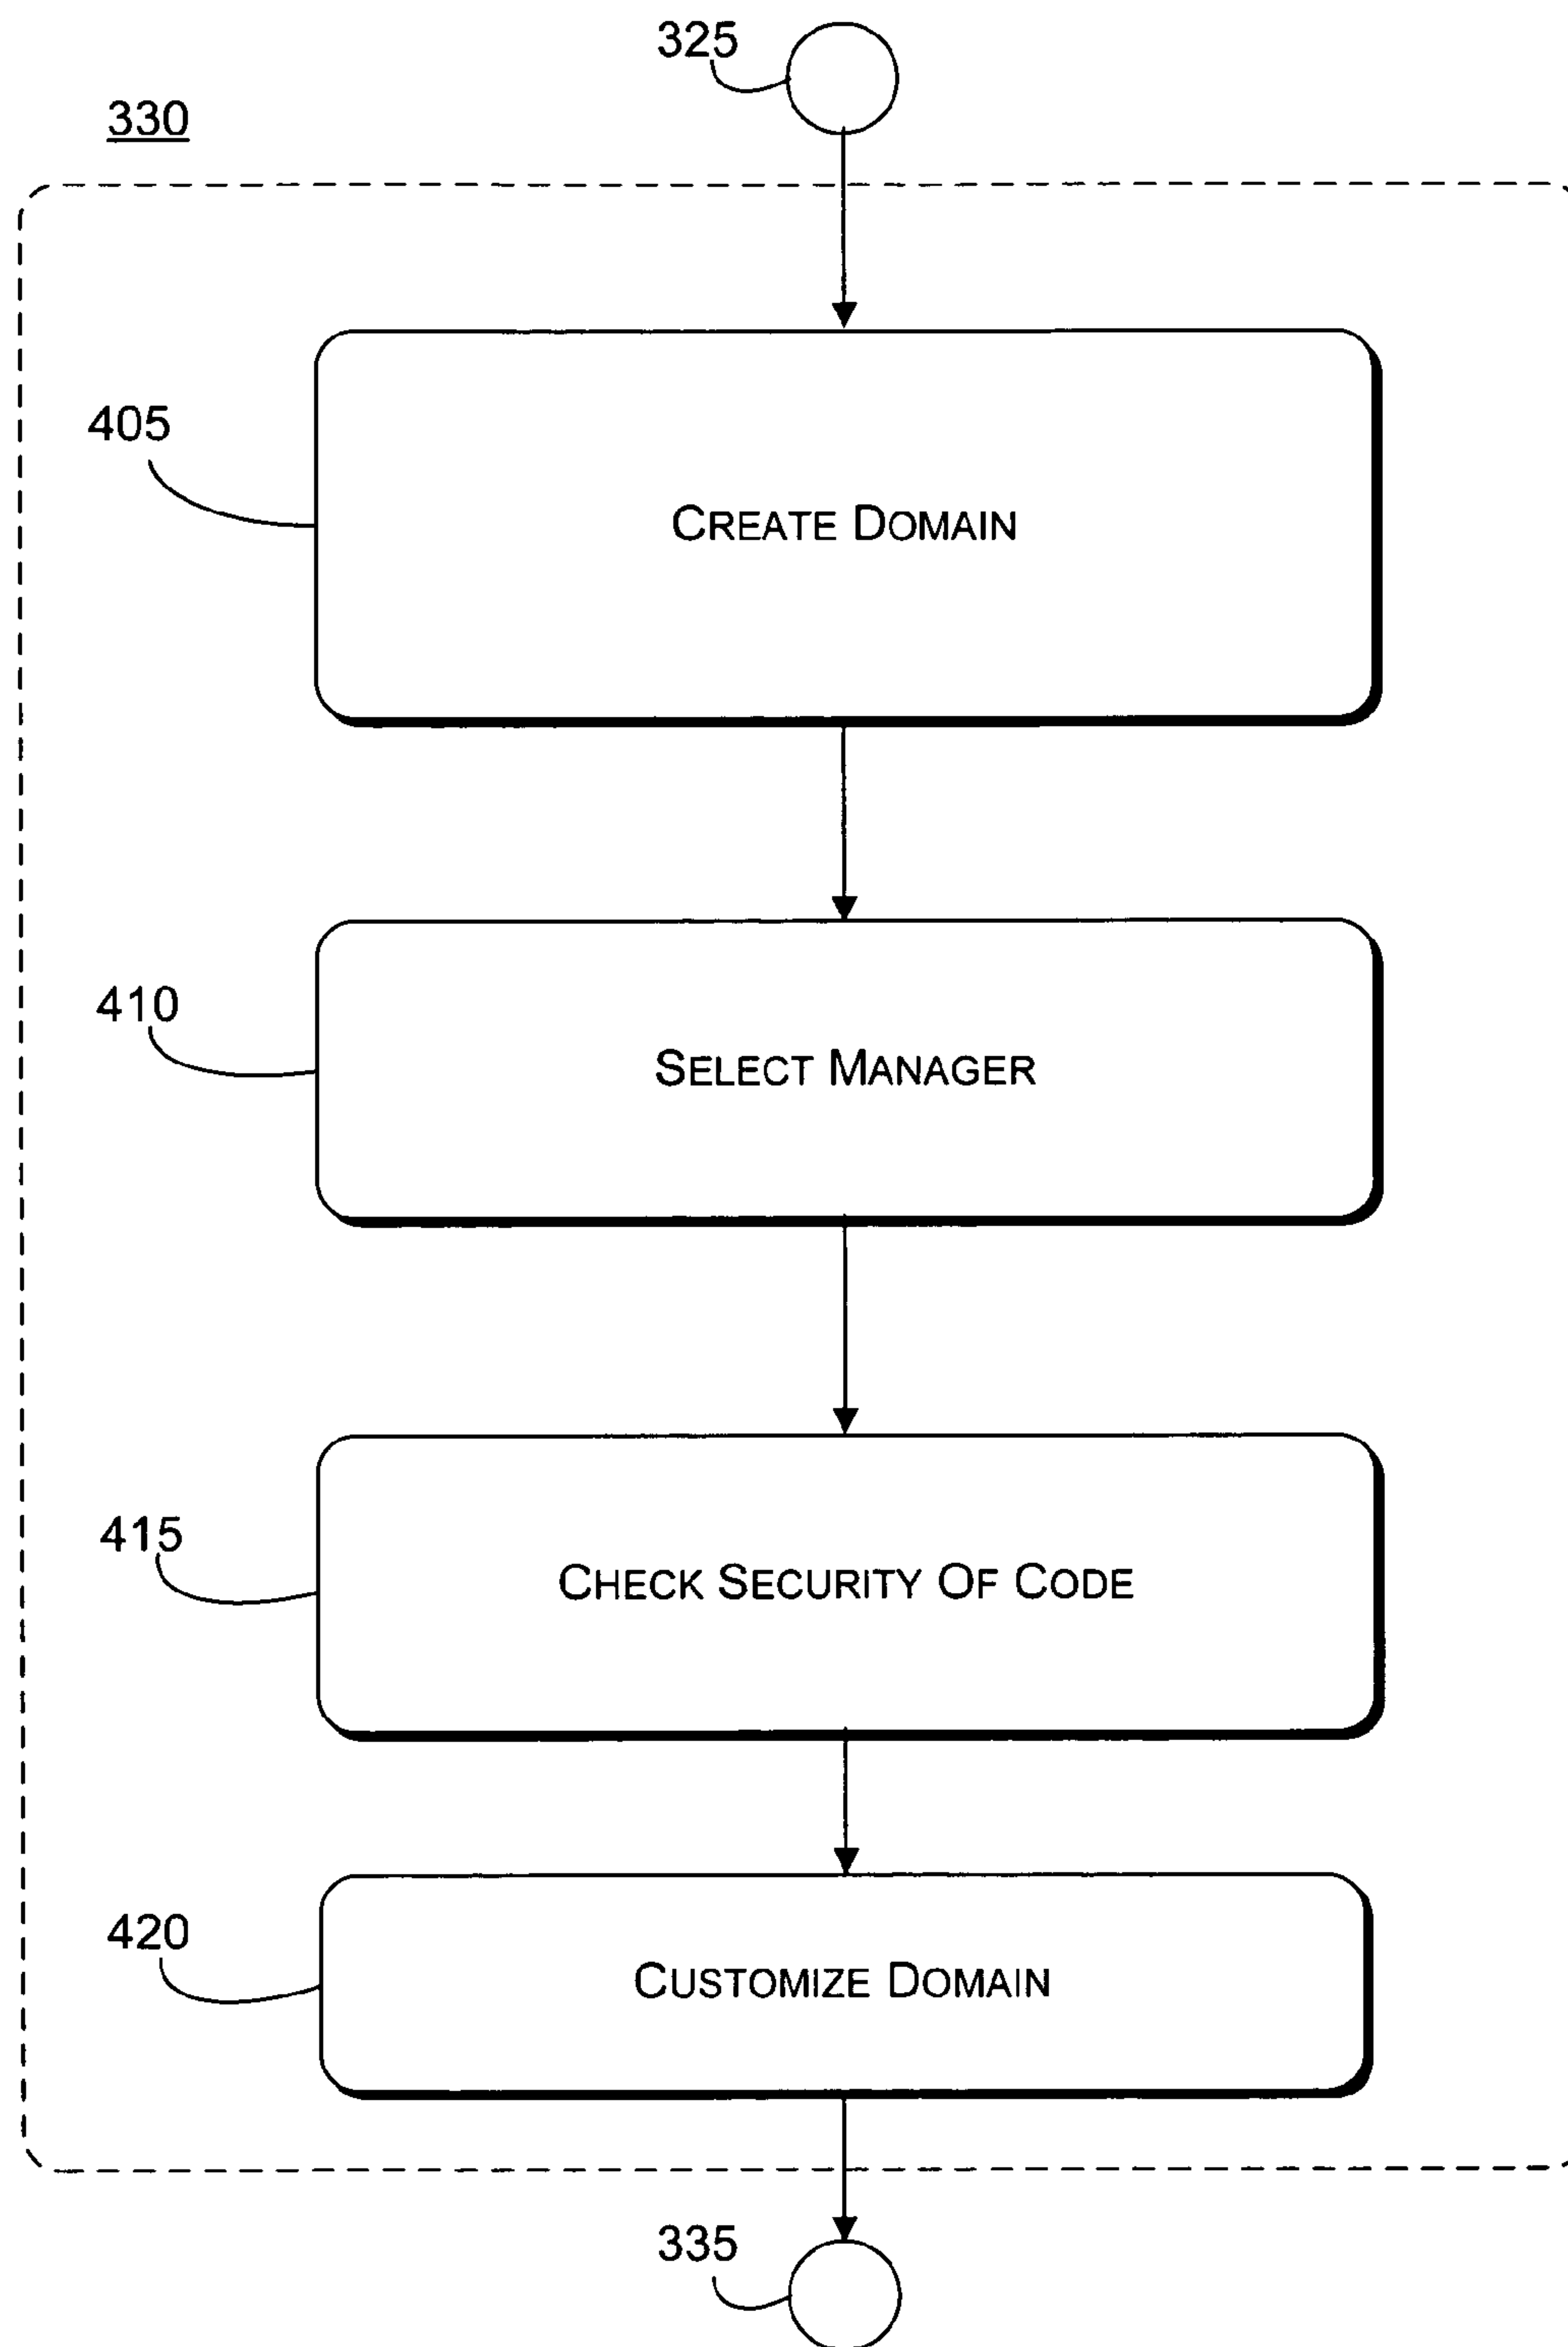 325
330
405
CREATE DOMAIN
410
SELECT MANAGER
415
CHECK SECURITY OF CODE
420
CUSTOMIZE DOMAIN
335